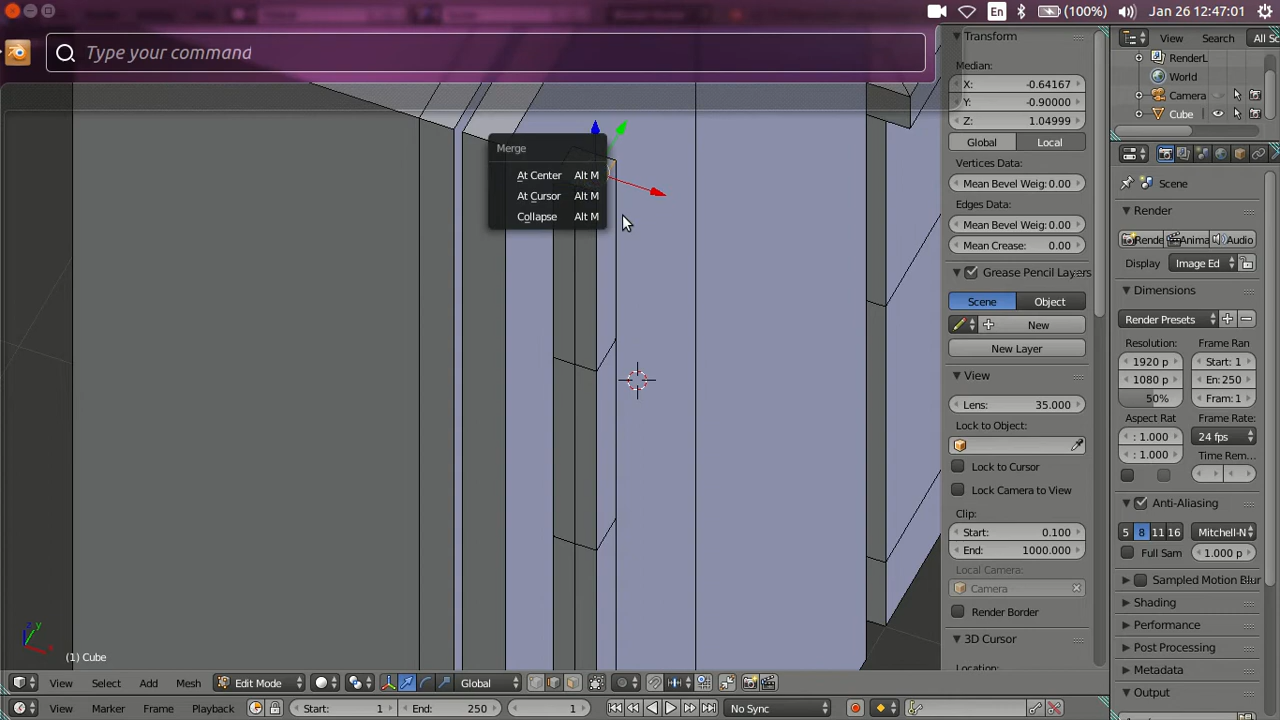 En
(100%)
Jan 26 12:47:01
Type your command
Merge
At Center Alt M
At Cursor Alt M
Collapse Alt M
(1) Cube
View Select Add Mesh Edit Mode Global
View Marker Frame Playback Start: 1 End: 250 1 No Sync
Transform
Median:
X: -0.64167
Y: -0.90000
Z: 1.04999
Global Local
Vertices Data:
Mean Bevel Weig: 0.00
Edges Data:
Mean Bevel Weig: 0.00
Mean Crease: 0.00
Grease Pencil Layers
Scene Object
New
New Layer
View
Lens: 35.000
Lock to Object:
Lock to Cursor
Lock Camera to View
Clip:
Start: 0.100
End: 1000.000
Local Camera:
Camera
Render Border
3D Cursor
Location:
View Search All Sc
RenderL
World
Camera
Cube
Scene
Render
Rende Anima Audio
Display Image Ed
Dimensions
Render Presets
Resolution: Frame Ran
1920 p Start: 1
1080 p En: 250
50% Fram: 1
Aspect Rat Frame Rate:
: 1.000 24 fps
: 1.000 Time Rem...
Anti-Aliasing
5 8 11 16 Mitchell-N
Full Sam 1.000 p
Sampled Motion Blur
Shading
Performance
Post Processing
Metadata
Output